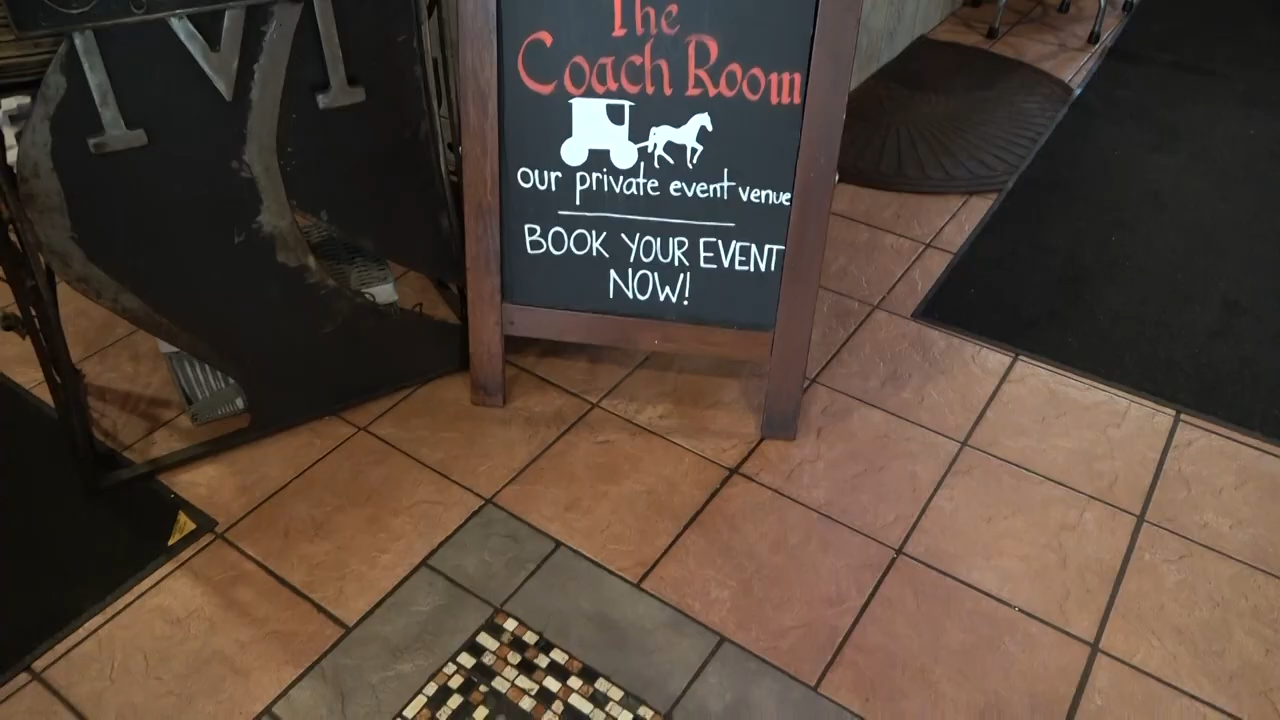 The
Coach Room
our private event venue
BOOK YOUR EVENT
NOW!